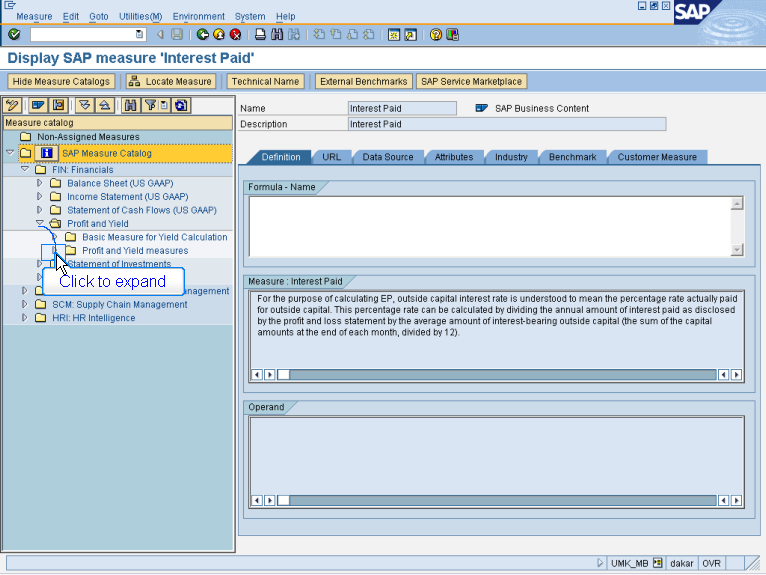 Measure Edit Goto Utilities(M) Environment System Help
SAP
Display SAP measure 'Interest Paid'
Hide Measure Catalogs Locate Measure Technical Name External Benchmarks SAP Service Marketplace
Measure catalog
Non-Assigned Measures
SAP Measure Catalog
FIN: Financials
Balance Sheet (US GAAP)
Income Statement (US GAAP)
Statement of Cash Flows (US GAAP)
Profit and Yield
Basic Measure for Yield Calculation
Profit and Yield measures
Statement of Investments
Click to expand
nagement
SCM: Supply Chain Management
HRI: HR Intelligence
Name Interest Paid SAP Business Content
Description Interest Paid
Definition URL Data Source Attributes Industry Benchmark Customer Measure
Formula - Name
Measure : Interest Paid
For the purpose of calculating EP, outside capital interest rate is understood to mean the percentage rate actually paid
for outside capital. This percentage rate can be calculated by dividing the annual amount of interest paid as disclosed
by the profit and loss statement by the average amount of interest-bearing outside capital (the sum of the capital
amounts at the end of each month, divided by 12).
Operand
UMK_MB dakar OVR